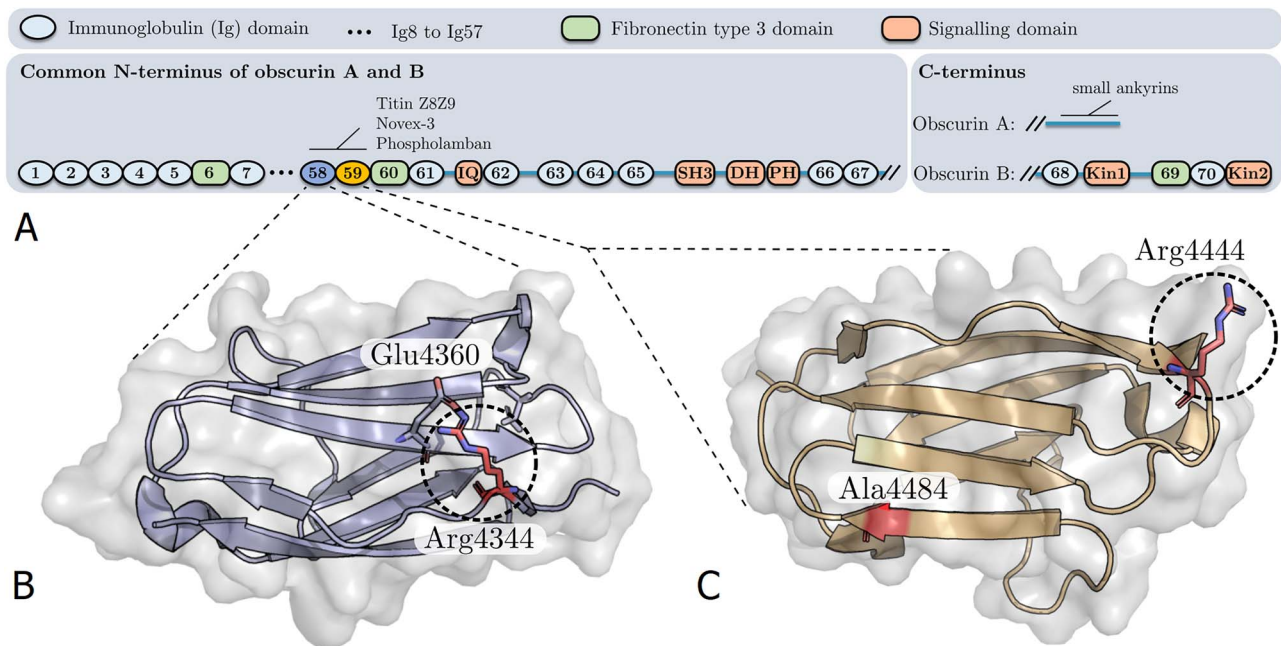 Immunoglobulin (Ig) domain ••• Ig8 to Ig57 Fibronectin type 3 domain Signalling domain
Common N-terminus of obscurin A and B
Titin Z8Z9
Novex-3
Phospholamban
1 2 3 4 5 6 7 ••• 58 59 60 61 IQ 62 63 64 65 SH3 DH PH 66 67 //
C-terminus
small ankyrins
Obscurin A: //
Obscurin B: // 68 Kin1 69 70 Kin2
A
Glu4360
Arg4344
B
Arg4444
Ala4484
C